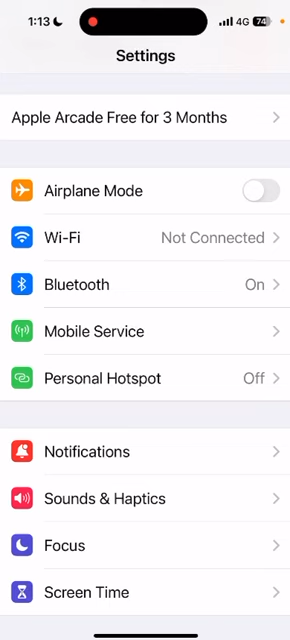 1:13 4G 74
Settings
Apple Arcade Free for 3 Months
Airplane Mode
Wi-Fi Not Connected
Bluetooth On
Mobile Service
Personal Hotspot Off
Notifications
Sounds & Haptics
Focus
Screen Time